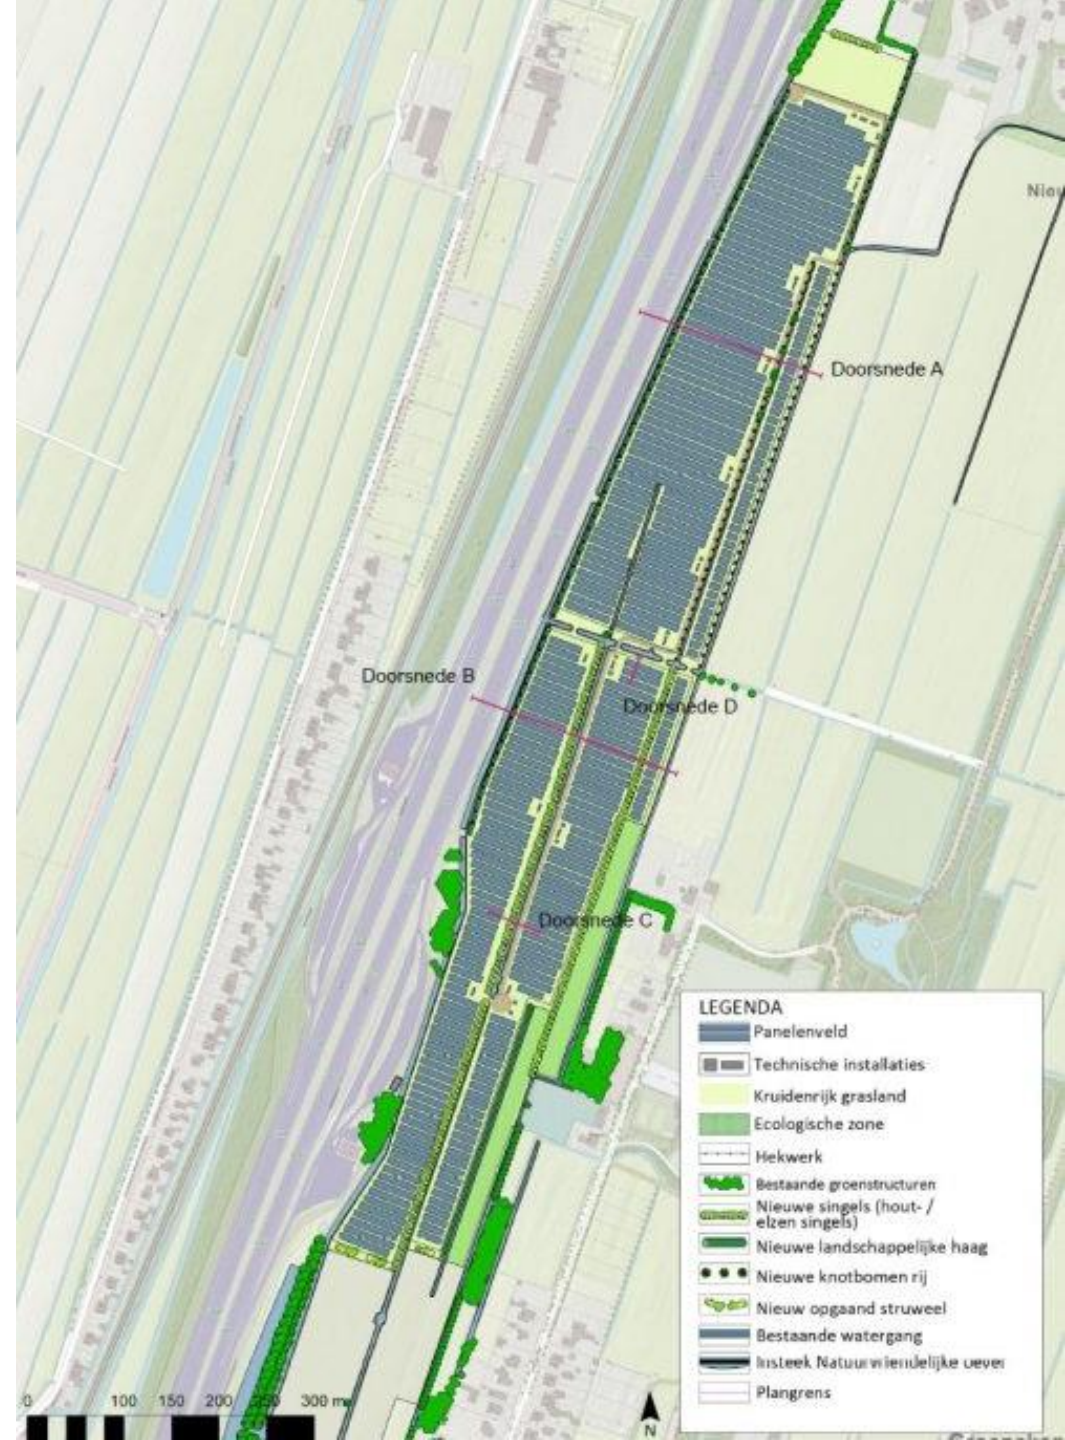 Nieu
Doorsnede A
Doorsnede B
Doorsnede D
Doorsnede C
LEGENDA
Panelenveld
Technische installaties
Kruidenrijk grasland
Ecologische zone
Hekwerk
Bestaande groenstructuren
Nieuwe singels (hout- /
elzen singels)
Nieuwe landschappelijke haag
Nieuwe knotbomen rij
Nieuw opgaand struweel
Bestaande watergang
Insteek Natuurvriendelijke oever
Plangrens
0 100 150 200 250 300 m
N